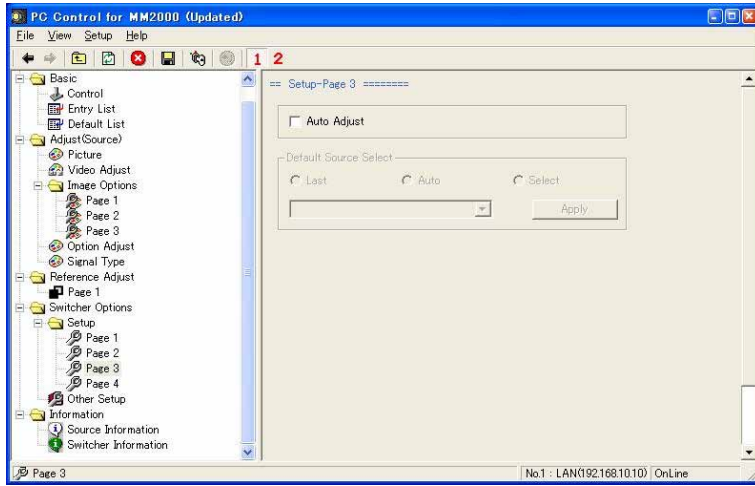 PC Control for MM2000 (Updated)
File View Setup Help
1 2
Basic
Control
Entry List
Default List
Adjust(Source)
Picture
Video Adjust
Image Options
Page 1
Page 2
Page 3
Option Adjust
Signal Type
Reference Adjust
Page 1
Switcher Options
Setup
Page 1
Page 2
Page 3
Page 4
Other Setup
Information
Source Information
Switcher Information
== Setup-Page 3 ========
Auto Adjust
Default Source Select
Last Auto Select
Apply
Page 3
No.1 : LAN(192.168.10.10) OnLine